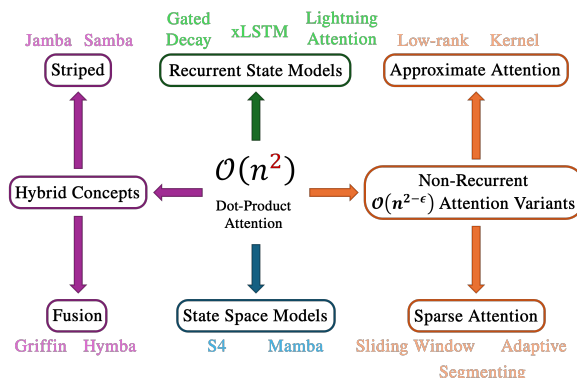 Jamba Samba
Striped
Gated Decay
xLSTM
Lightning Attention
Recurrent State Models
Low-rank Kernel
Approximate Attention
Hybrid Concepts
𝒪(n²)
Dot-Product
Attention
Non-Recurrent
𝒪(n²⁻ᵋ) Attention Variants
Fusion
Griffin Hymba
State Space Models
S4 Mamba
Sparse Attention
Sliding Window Adaptive
Segmenting